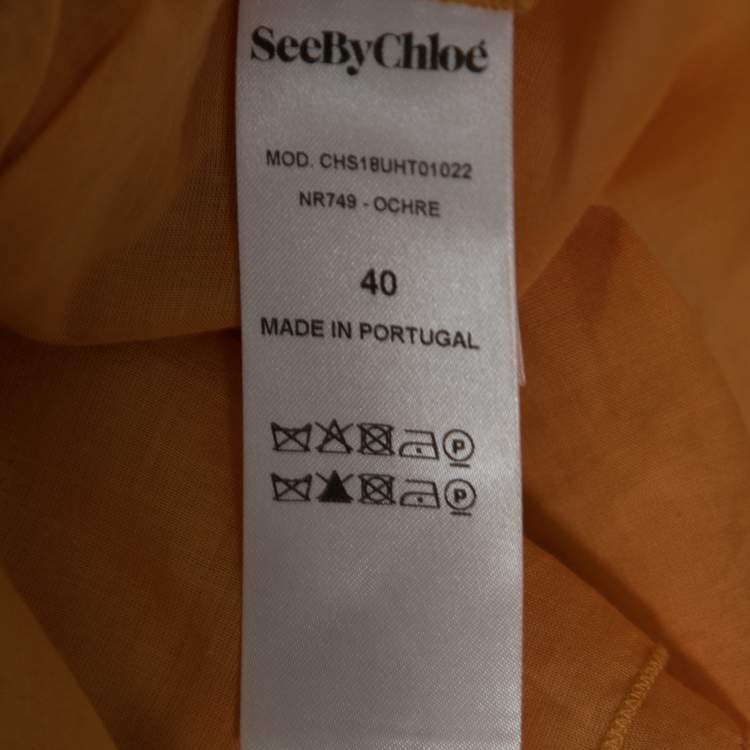 SeeByChloé
MOD. CHS18UHT01022
NR749 - OCHRE
40
MADE IN PORTUGAL
P
P